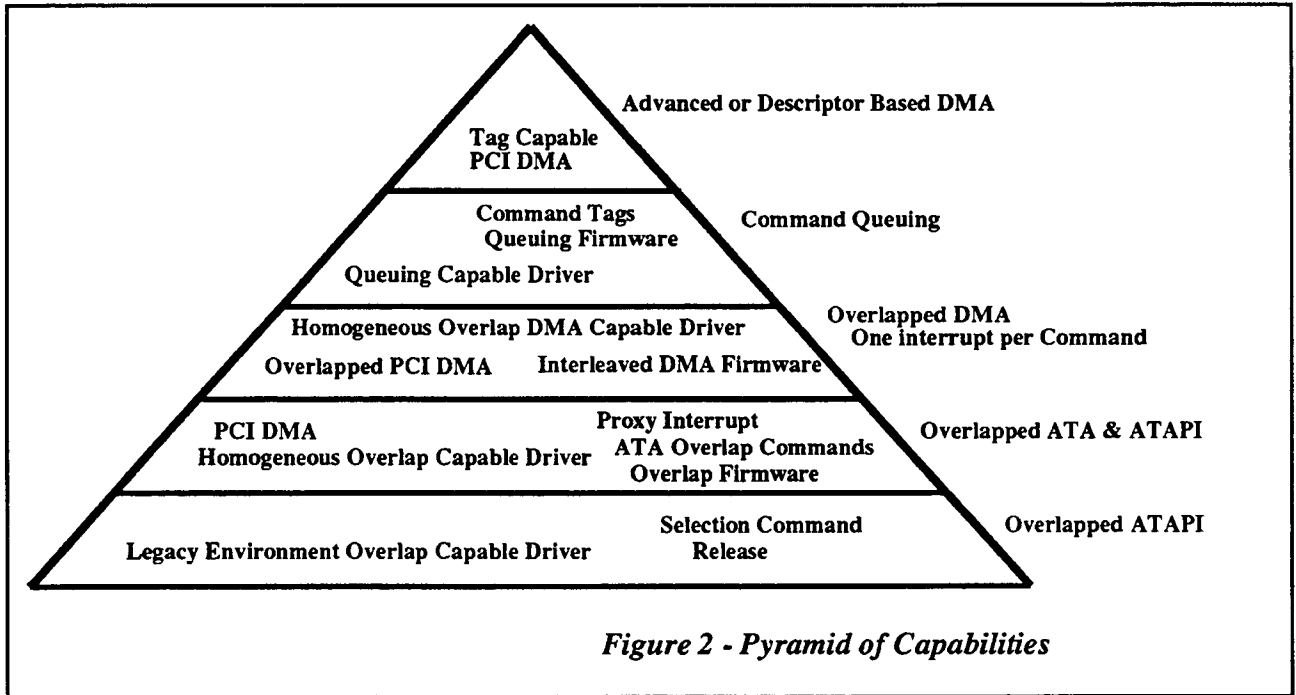 Advanced or Descriptor Based DMA
Tag Capable
PCI DMA
Command Tags
Queuing Firmware
Command Queuing
Queuing Capable Driver
Homogeneous Overlap DMA Capable Driver
Overlapped DMA
One interrupt per Command
Overlapped PCI DMA
Interleaved DMA Firmware
PCI DMA
Homogeneous Overlap Capable Driver
Proxy Interrupt
ATA Overlap Commands
Overlap Firmware
Overlapped ATA & ATAPI
Legacy Environment Overlap Capable Driver
Selection Command
Release
Overlapped ATAPI
Figure 2 - Pyramid of Capabilities